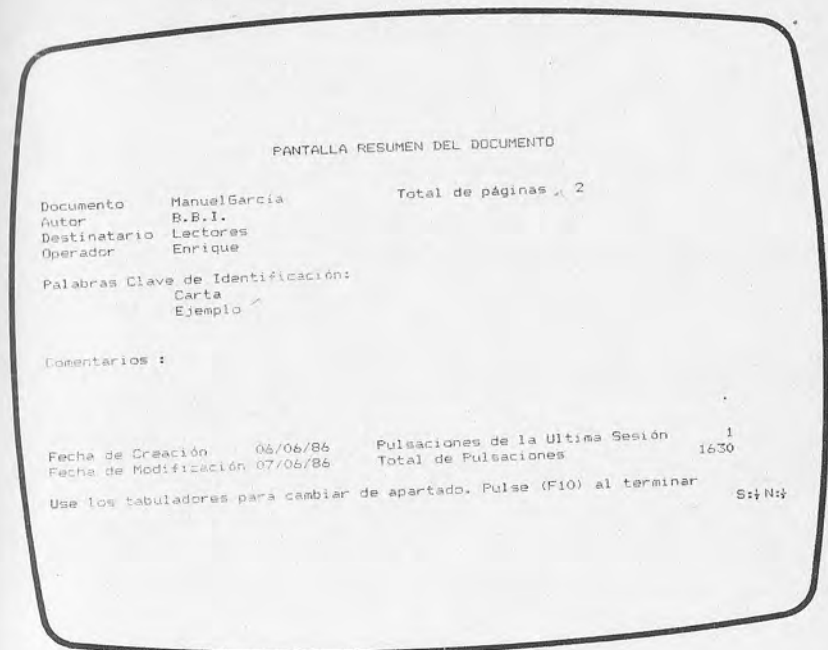 PANTALLA RESUMEN DEL DOCUMENTO
Documento ManuelGarcía Total de páginas 2
Autor B.B.I.
Destinatario Lectores
Operador Enrique
Palabras Clave de Identificación:
Carta
Ejemplo
Comentarios :
Fecha de Creación 06/06/86 Pulsaciones de la Ultima Sesión 1
Fecha de Modificación 07/06/86 Total de Pulsaciones 1630
Use los tabuladores para cambiar de apartado. Pulse (F10) al terminar
S:↓ N:↓